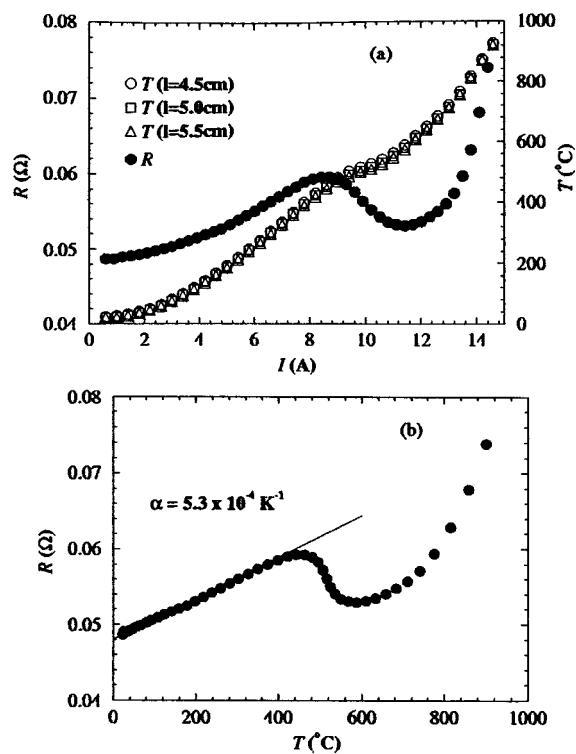 (a)
0.08
0.07
0.06
0.05
0.04
R (Ω)
1000
800
600
400
200
0
T (°C)
T (l=4.5cm)
T (l=5.0cm)
T (l=5.5cm)
R
0 2 4 6 8 10 12 14
I (A)
(b)
0.08
0.07
0.06
0.05
0.04
R (Ω)
α = 5.3 x 10⁻⁴ K⁻¹
0 200 400 600 800 1000
T (°C)